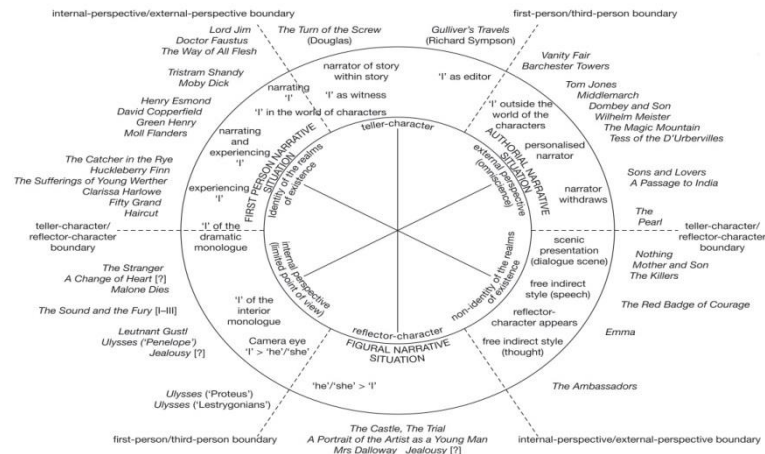 internal-perspective/external-perspective boundary
first-person/third-person boundary
Lord Jim
Doctor Faustus
The Way of All Flesh
The Turn of the Screw
(Douglas)
Gulliver's Travels
(Richard Sympson)
Vanity Fair
Barchester Towers
Tristram Shandy
Moby Dick
narrating
'I'
narrator of story
within story
'I' as witness
'I' in the world of characters
'I' as editor
Tom Jones
Middlemarch
Dombey and Son
Wilhelm Meister
The Magic Mountain
Tess of the D'Urbervilles
Henry Esmond
David Copperfield
Green Henry
Moll Flanders
narrating
and
experiencing
'I'
teller-character
'I' outside the
world of the
characters
personalised
narrator
FIRST PERSON NARRATIVE
SITUATION
Identity of the realms
of existence
AUTHORIAL NARRATIVE
SITUATION
external perspective
(omniscience)
The Catcher in the Rye
Huckleberry Finn
The Sufferings of Young Werther
Clarissa Harlowe
Fifty Grand
Haircut
experiencing
'I'
narrator
withdraws
Sons and Lovers
A Passage to India
The
Pearl
teller-character/
reflector-character
boundary
'I' of the
dramatic
monologue
scenic
presentation
(dialogue scene)
teller-character/
reflector-character
boundary
The Stranger
A Change of Heart [?]
Malone Dies
internal perspective
(limited point of view)
non-identity of the realms
of existence
Nothing
Mother and Son
The Killers
The Sound and the Fury [I–III]
'I' of the
interior
monologue
free indirect
style (speech)
The Red Badge of Courage
Leutnant Gustl
Ulysses ('Penelope')
Jealousy [?]
Camera eye
'I' > 'he'/'she'
reflector-character
FIGURAL NARRATIVE
SITUATION
reflector-
character appears
free indirect style
(thought)
Emma
Ulysses ('Proteus')
Ulysses ('Lestrygonians')
'he'/'she' > 'I'
The Ambassadors
The Castle, The Trial
A Portrait of the Artist as a Young Man
Mrs Dalloway Jealousy [?]
first-person/third-person boundary
internal-perspective/external-perspective boundary